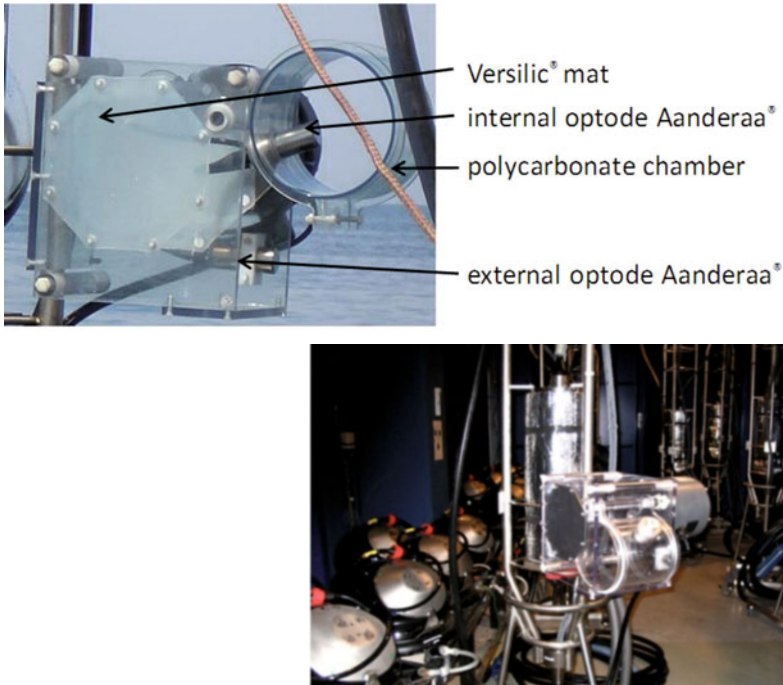 Versilic® mat
internal optode Aanderaa®
polycarbonate chamber
external optode Aanderaa®